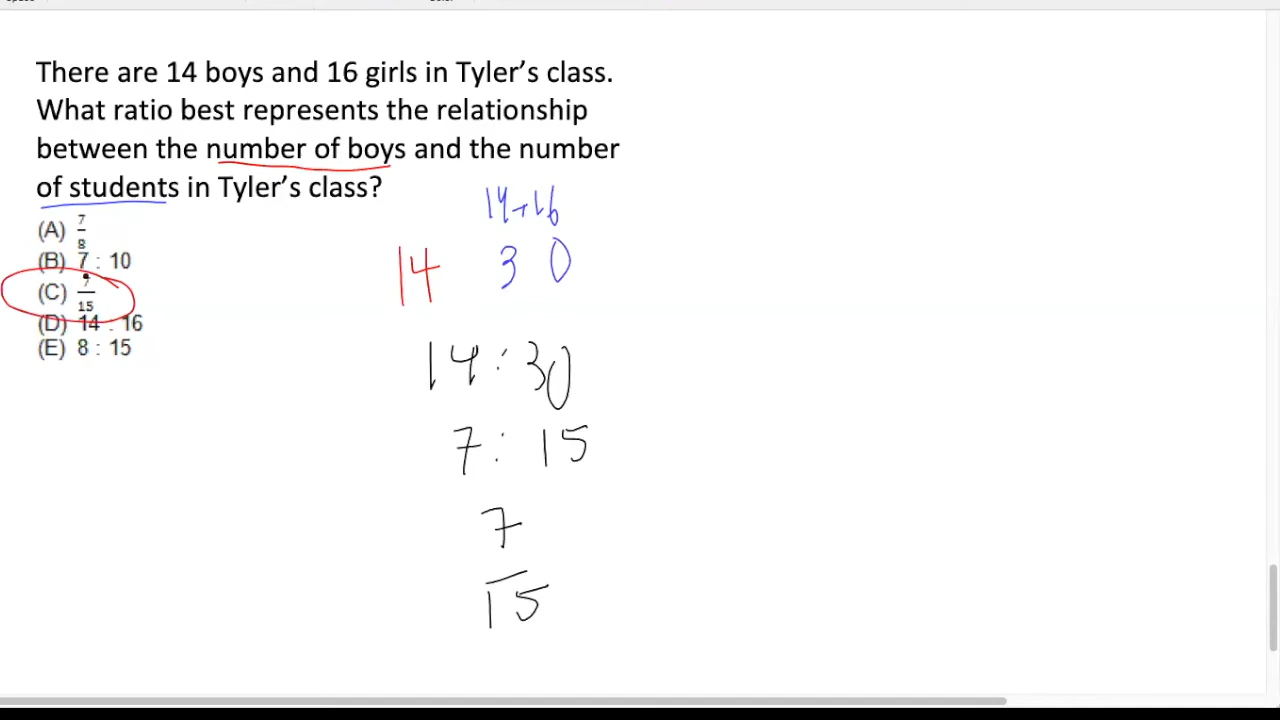 There are 14 boys and 16 girls in Tyler's class.
What ratio best represents the relationship
between the number of boys and the number
of students in Tyler's class?
(A) 7/8
(B) 7 : 10
(C) 7/15
(D) 14 : 16
(E) 8 : 15
14+16
14 30
14 : 30
7 : 15
7
15